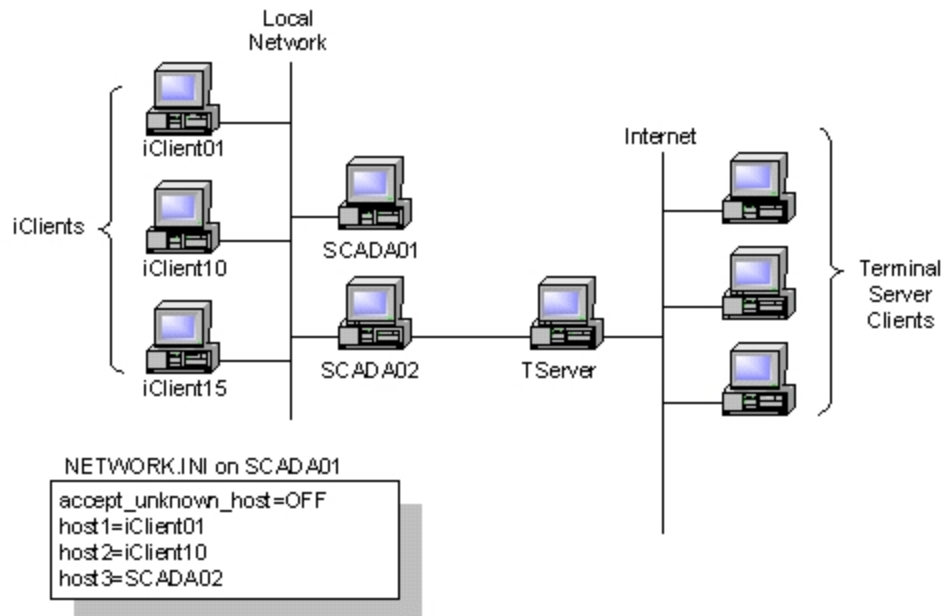 Local
Network
iClient01
Internet
iClients
SCADA01
iClient10
Terminal
Server
Clients
SCADA02
TServer
iClient15
NETWORK.INI on SCADA01
accept_unknown_host=OFF
host1=iClient01
host2=iClient10
host3=SCADA02